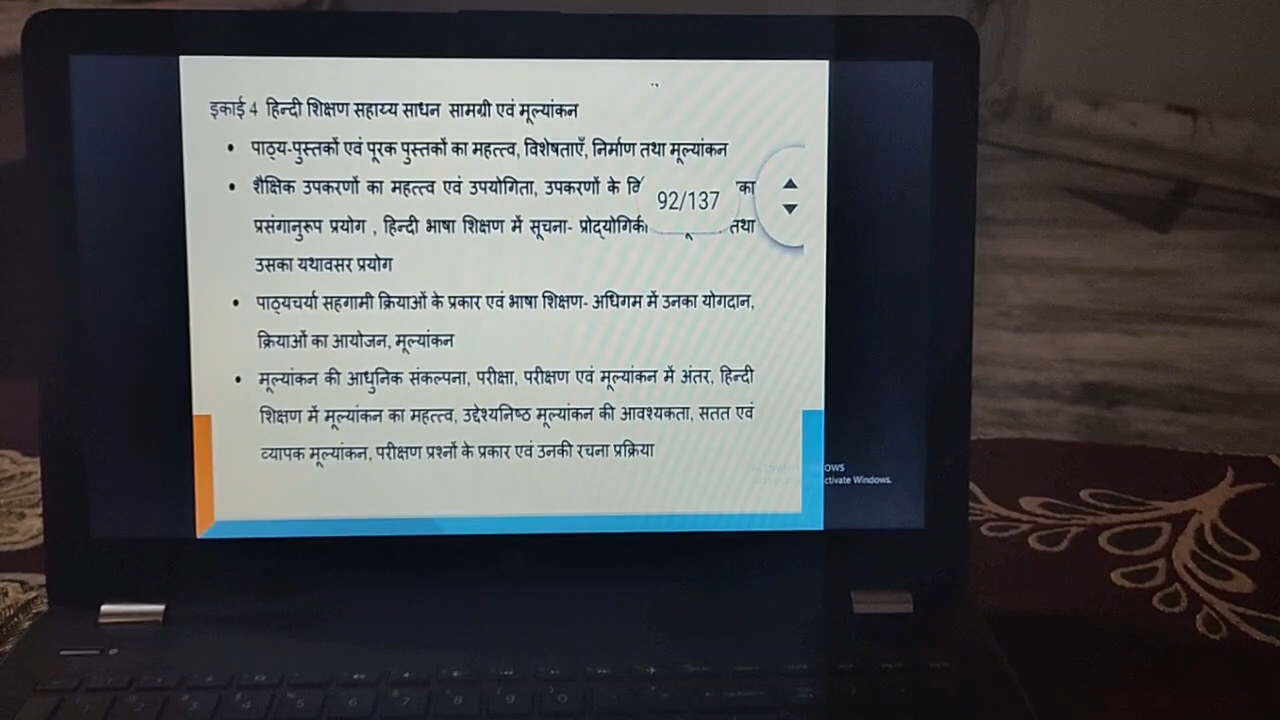 इकाई 4 हिन्दी शिक्षण सहाय्य साधन सामग्री एवं मूल्यांकन
• पाठ्य-पुस्तकों एवं पूरक पुस्तकों का महत्त्व, विशेषताएँ, निर्माण तथा मूल्यांकन
• शैक्षिक उपकरणों का महत्त्व एवं उपयोगिता, उपकरणों के का
92/137
प्रसंगानुरूप प्रयोग , हिन्दी भाषा शिक्षण में सूचना- प्रोद्योगिकी तथा
उसका यथावसर प्रयोग
• पाठ्यचर्या सहगामी क्रियाओं के प्रकार एवं भाषा शिक्षण- अधिगम में उनका योगदान,
क्रियाओं का आयोजन, मूल्यांकन
• मूल्यांकन की आधुनिक संकल्पना, परीक्षा, परीक्षण एवं मूल्यांकन में अंतर, हिन्दी
शिक्षण में मूल्यांकन का महत्त्व, उद्देश्यनिष्ठ मूल्यांकन की आवश्यकता, सतत एवं
व्यापक मूल्यांकन, परीक्षण प्रश्नों के प्रकार एवं उनकी रचना प्रक्रिया
ctivate Windows.